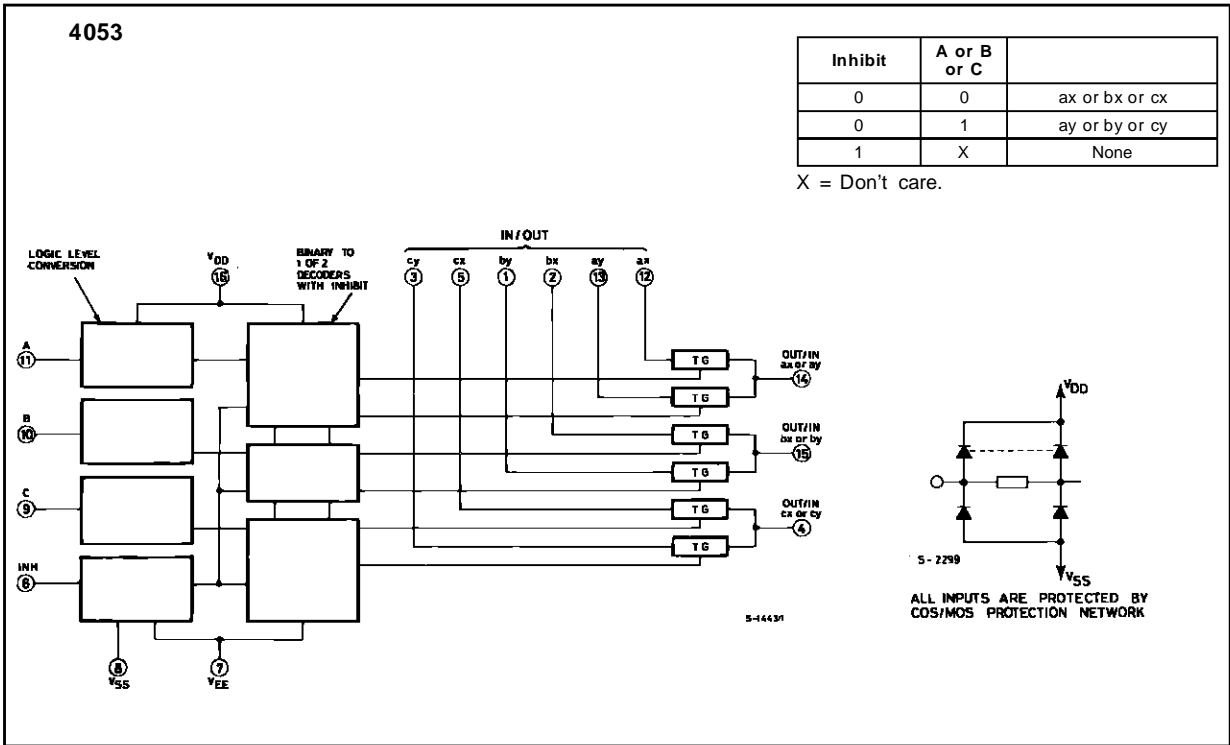 4053
Inhibit
A or B
or C
0
0
ax or bx or cx
0
1
ay or by or cy
1
X
None
X = Don't care.
IN/OUT
LOGIC LEVEL
CONVERSION
VDD
16
BINARY TO
1 OF 2
DECODERS
WITH INHIBIT
cy
cx
by
bx
ay
ax
3
5
1
2
13
12
A
11
TG
TG
OUT/IN
ax or ay
14
B
10
TG
TG
OUT/IN
bx or by
15
C
9
TG
TG
OUT/IN
cx or cy
4
INH
6
8
VSS
7
VEE
S-1443/1
VDD
S-2299
VSS
ALL INPUTS ARE PROTECTED BY
COS/MOS PROTECTION NETWORK